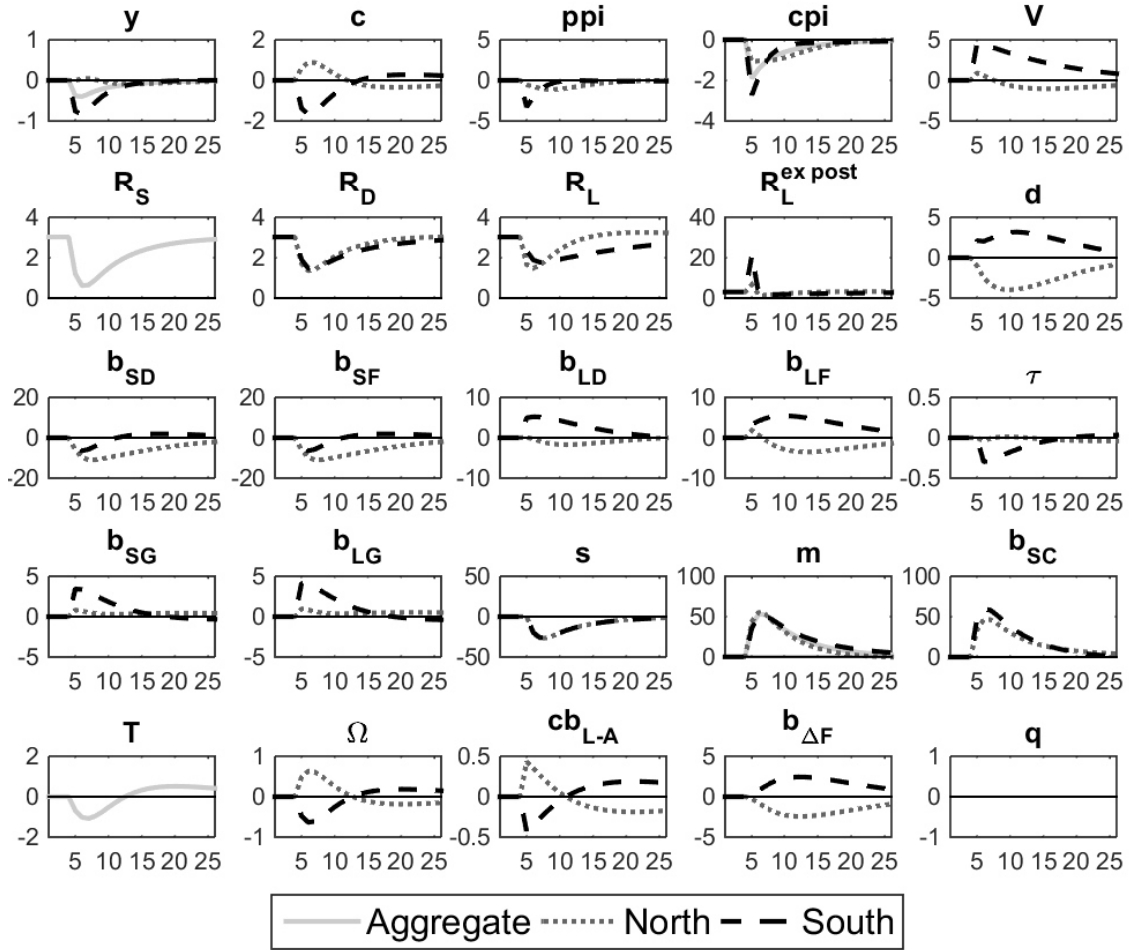 y c ppi cpi V
1 2 5 0 5
0 0 0 -2 0
-1 -2 -5 -4 -5
5 10 15 20 25 5 10 15 20 25 5 10 15 20 25 5 10 15 20 25 5 10 15 20 25
R_S R_D R_L R_L^ex post d
4 4 4 40 5
2 2 2 20 0
0 0 0 0 -5
5 10 15 20 25 5 10 15 20 25 5 10 15 20 25 5 10 15 20 25 5 10 15 20 25
b_SD b_SF b_LD b_LF τ
20 20 10 10 0.5
0 0 0 0 0
-20 -20 -10 -10 -0.5
5 10 15 20 25 5 10 15 20 25 5 10 15 20 25 5 10 15 20 25 5 10 15 20 25
b_SG b_LG s m b_SC
5 5 50 100 100
0 0 0 50 50
-5 -5 -50 0 0
5 10 15 20 25 5 10 15 20 25 5 10 15 20 25 5 10 15 20 25 5 10 15 20 25
T Ω cb_L-A b_ΔF q
2 1 0.5 5 1
0 0 0 0 0
-2 -1 -0.5 -5 -1
5 10 15 20 25 5 10 15 20 25 5 10 15 20 25 5 10 15 20 25 5 10 15 20 25
Aggregate North South